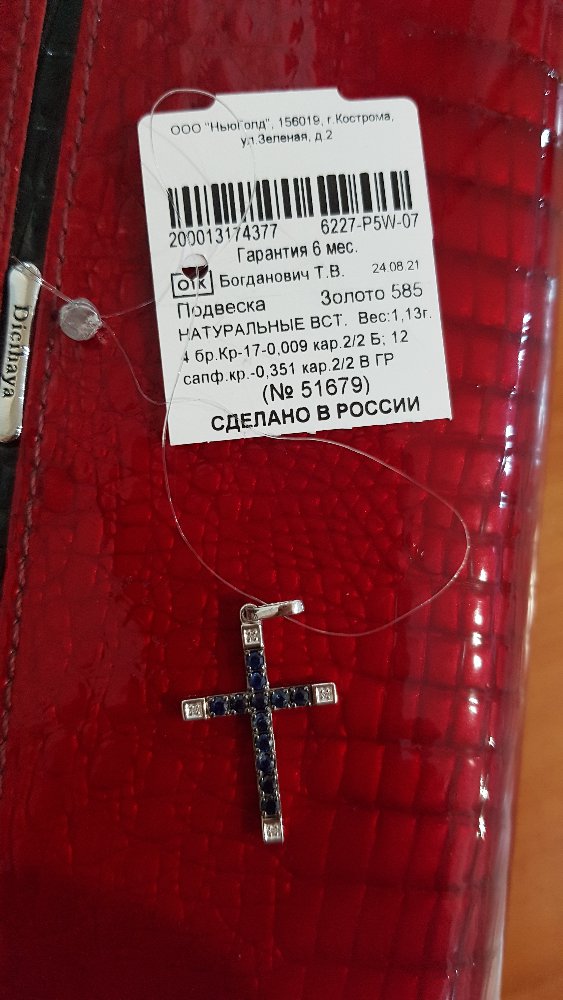 ООО "НьюГолд", 156019, г.Кострома,
ул.Зеленая, д.2
200013174377 6227-P5W-07
Гарантия 6 мес.
ОТК Богданович Т.В. 24.08.21
Подвеска Золото 585
НАТУРАЛЬНЫЕ ВСТ. Вес:1,13г.
4 бр.Кр-17-0,009 кар.2/2 Б; 12
сапф.кр.-0,351 кар.2/2 В ГР
(№ 51679)
СДЕЛАНО В РОССИИ
Dicihaya